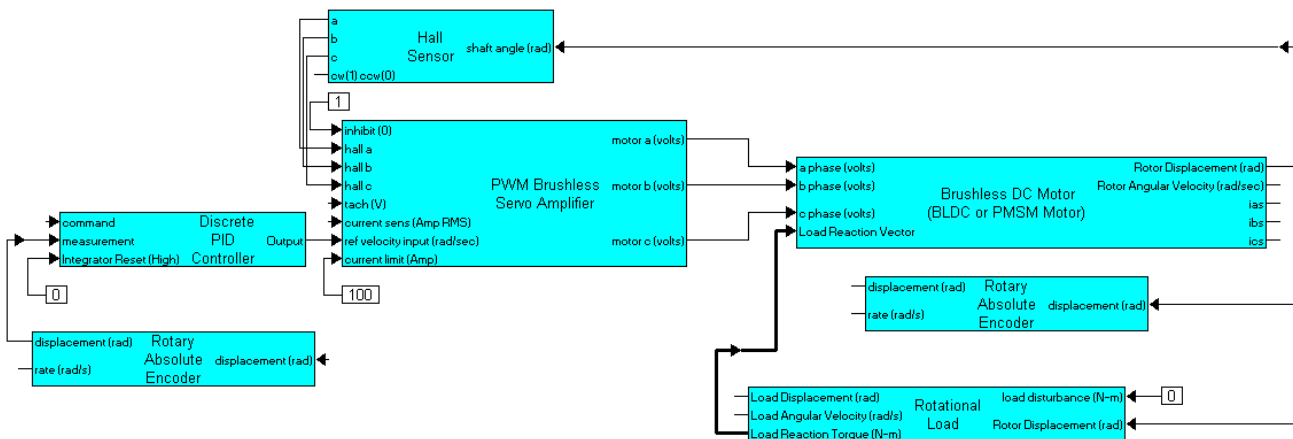 a
b
c
cw(1) ccw(0)
Hall
Sensor
shaft angle (rad)
1
inhibit (0)
hall a
hall b
hall c
tach (V)
current sens (Amp RMS)
ref velocity input (rad/sec)
current limit (Amp)
PWM Brushless
Servo Amplifier
motor a (volts)
motor b (volts)
motor c (volts)
a phase (volts)
b phase (volts)
c phase (volts)
Load Reaction Vector
Brushless DC Motor
(BLDC or PMSM Motor)
Rotor Displacement (rad)
Rotor Angular Velocity (rad/sec)
ias
ibs
ics
command
measurement
Integrator Reset (High)
Discrete
PID
Controller
Output
0
100
displacement (rad)
rate (rad/s)
Rotary
Absolute
Encoder
displacement (rad)
displacement (rad)
rate (rad/s)
Rotary
Absolute
Encoder
displacement (rad)
Load Displacement (rad)
Load Angular Velocity (rad/s)
Load Reaction Torque (N-m)
Rotational
Load
load disturbance (N-m)
Rotor Displacement (rad)
0